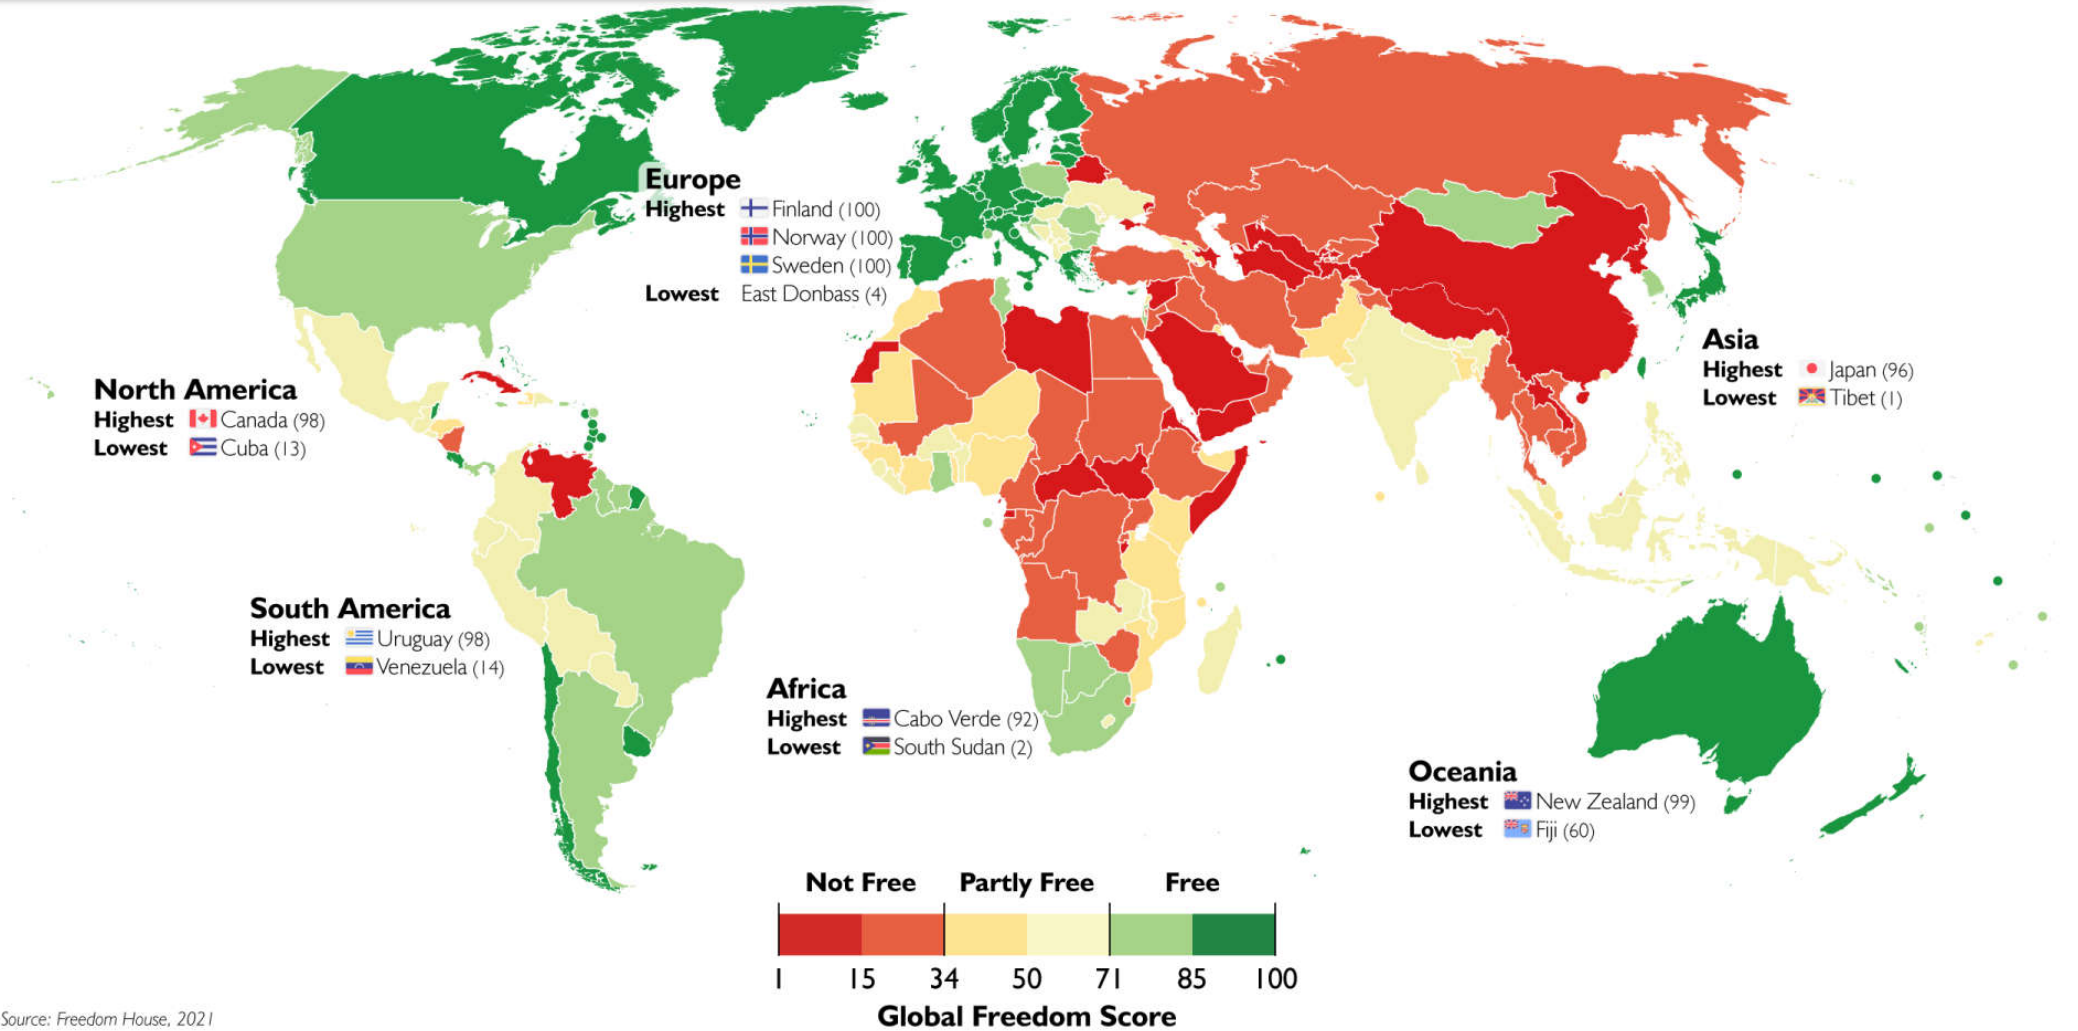 Europe
Highest Finland (100)
Norway (100)
Sweden (100)
Lowest East Donbass (4)
Asia
Highest Japan (96)
Lowest Tibet (1)
North America
Highest Canada (98)
Lowest Cuba (13)
South America
Highest Uruguay (98)
Lowest Venezuela (14)
Africa
Highest Cabo Verde (92)
Lowest South Sudan (2)
Oceania
Highest New Zealand (99)
Lowest Fiji (60)
Not Free Partly Free Free
1 15 34 50 71 85 100
Global Freedom Score
Source: Freedom House, 2021